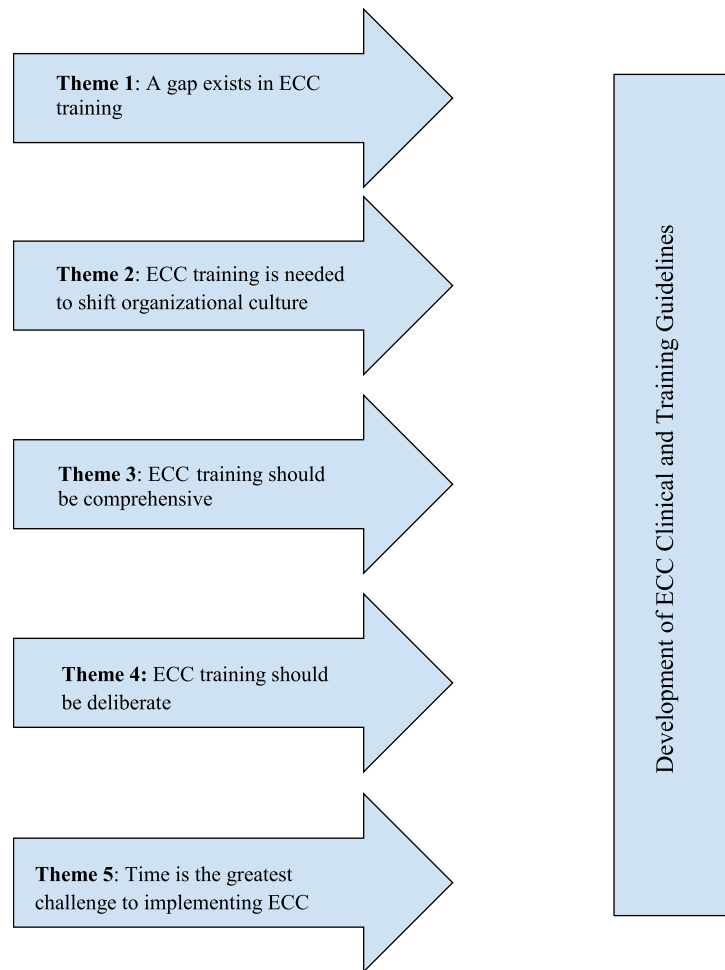 Theme 1: A gap exists in ECC
training
Theme 2: ECC training is needed
to shift organizational culture
Theme 3: ECC training should
be comprehensive
Theme 4: ECC training should
be deliberate
Theme 5: Time is the greatest
challenge to implementing ECC
Development of ECC Clinical and Training Guidelines